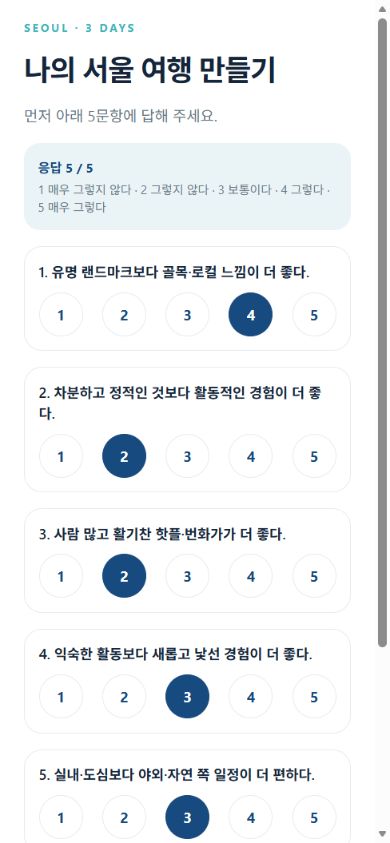 SEOUL · 3 DAYS
나의 서울 여행 만들기
먼저 아래 5문항에 답해 주세요.
응답 5 / 5
1 매우 그렇지 않다 · 2 그렇지 않다 · 3 보통이다 · 4 그렇다 ·
5 매우 그렇다
1. 유명 랜드마크보다 골목·로컬 느낌이 더 좋다.
1 2 3 4 5
2. 차분하고 정적인 것보다 활동적인 경험이 더 좋
다.
1 2 3 4 5
3. 사람 많고 활기찬 핫플·번화가가 더 좋다.
1 2 3 4 5
4. 익숙한 활동보다 새롭고 낯선 경험이 더 좋다.
1 2 3 4 5
5. 실내·도심보다 야외·자연 쪽 일정이 더 편하다.
1 2 3 4 5